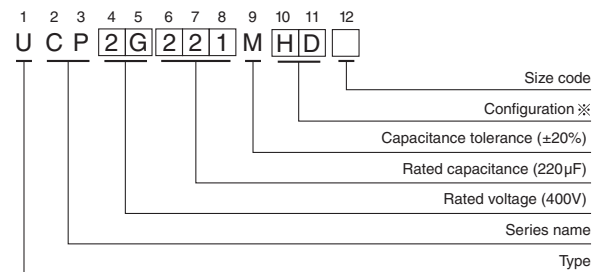 1 2 3 4 5 6 7 8 9 10 11 12
U C P 2 G 2 2 1 M H D
Size code
Configuration ※
Capacitance tolerance (±20%)
Rated capacitance (220µF)
Rated voltage (400V)
Series name
Type